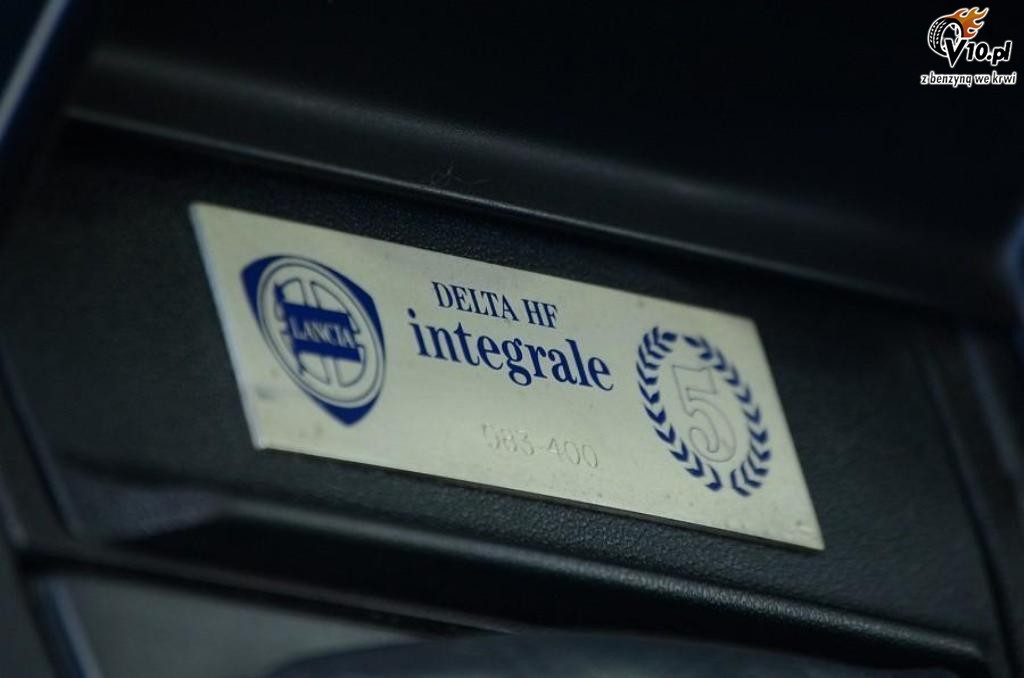 V10.pl
z benzyną we krwi
LANCIA
DELTA HF
integrale
5
083-400